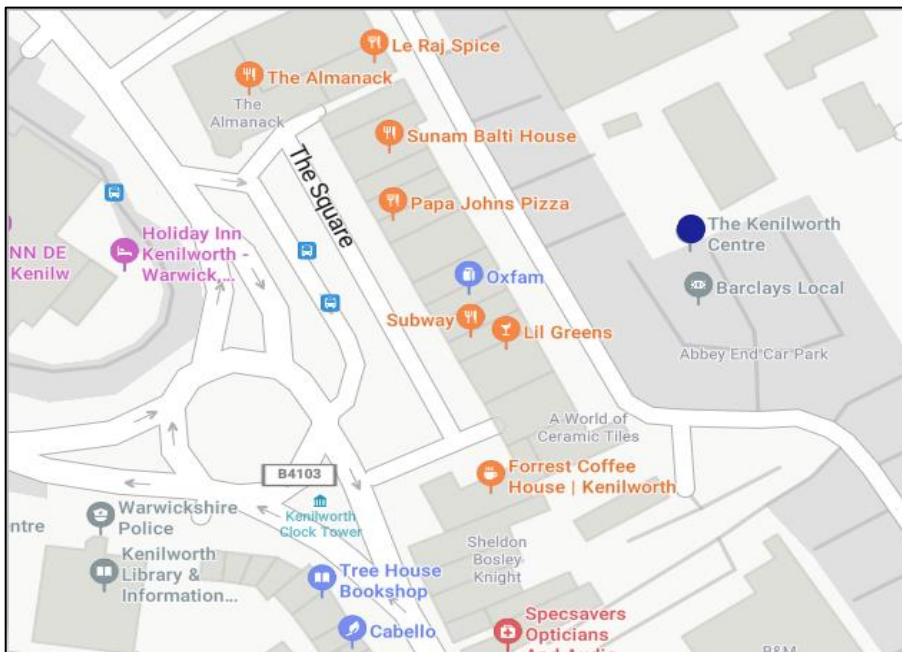 Le Raj Spice
The Almanack
The
Almanack
Sunam Balti House
The Square
Papa Johns Pizza
The Kenilworth
Centre
NN DE
Kenilw
Holiday Inn
Kenilworth -
Warwick,...
Oxfam
Barclays Local
Subway
Lil Greens
Abbey End Car Park
A World of
Ceramic Tiles
B4103
Forrest Coffee
House | Kenilworth
Warwickshire
Police
Kenilworth
Clock Tower
entre
Kenilworth
Library &
Information...
Sheldon
Bosley
Knight
Tree House
Bookshop
Cabello
Specsavers
Opticians